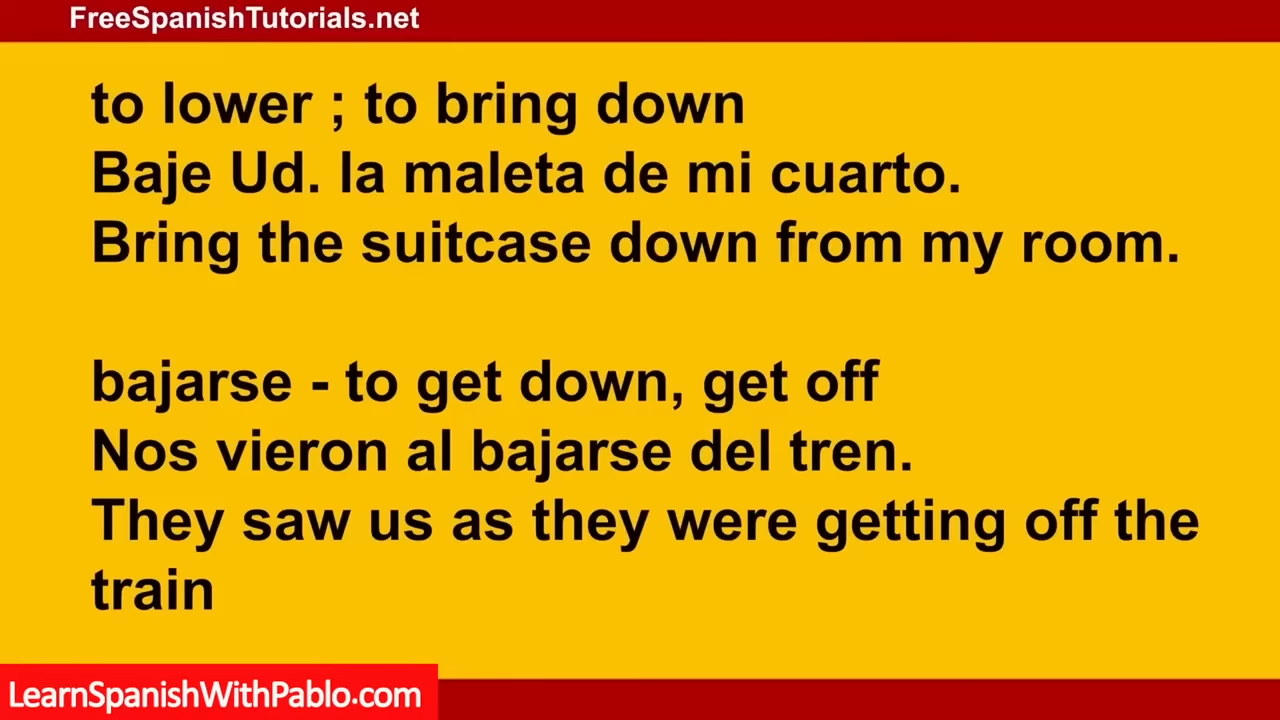 FreeSpanishTutorials.net
to lower ; to bring down
Baje Ud. la maleta de mi cuarto.
Bring the suitcase down from my room.
bajarse - to get down, get off
Nos vieron al bajarse del tren.
They saw us as they were getting off the
train
LearnSpanishWithPablo.com